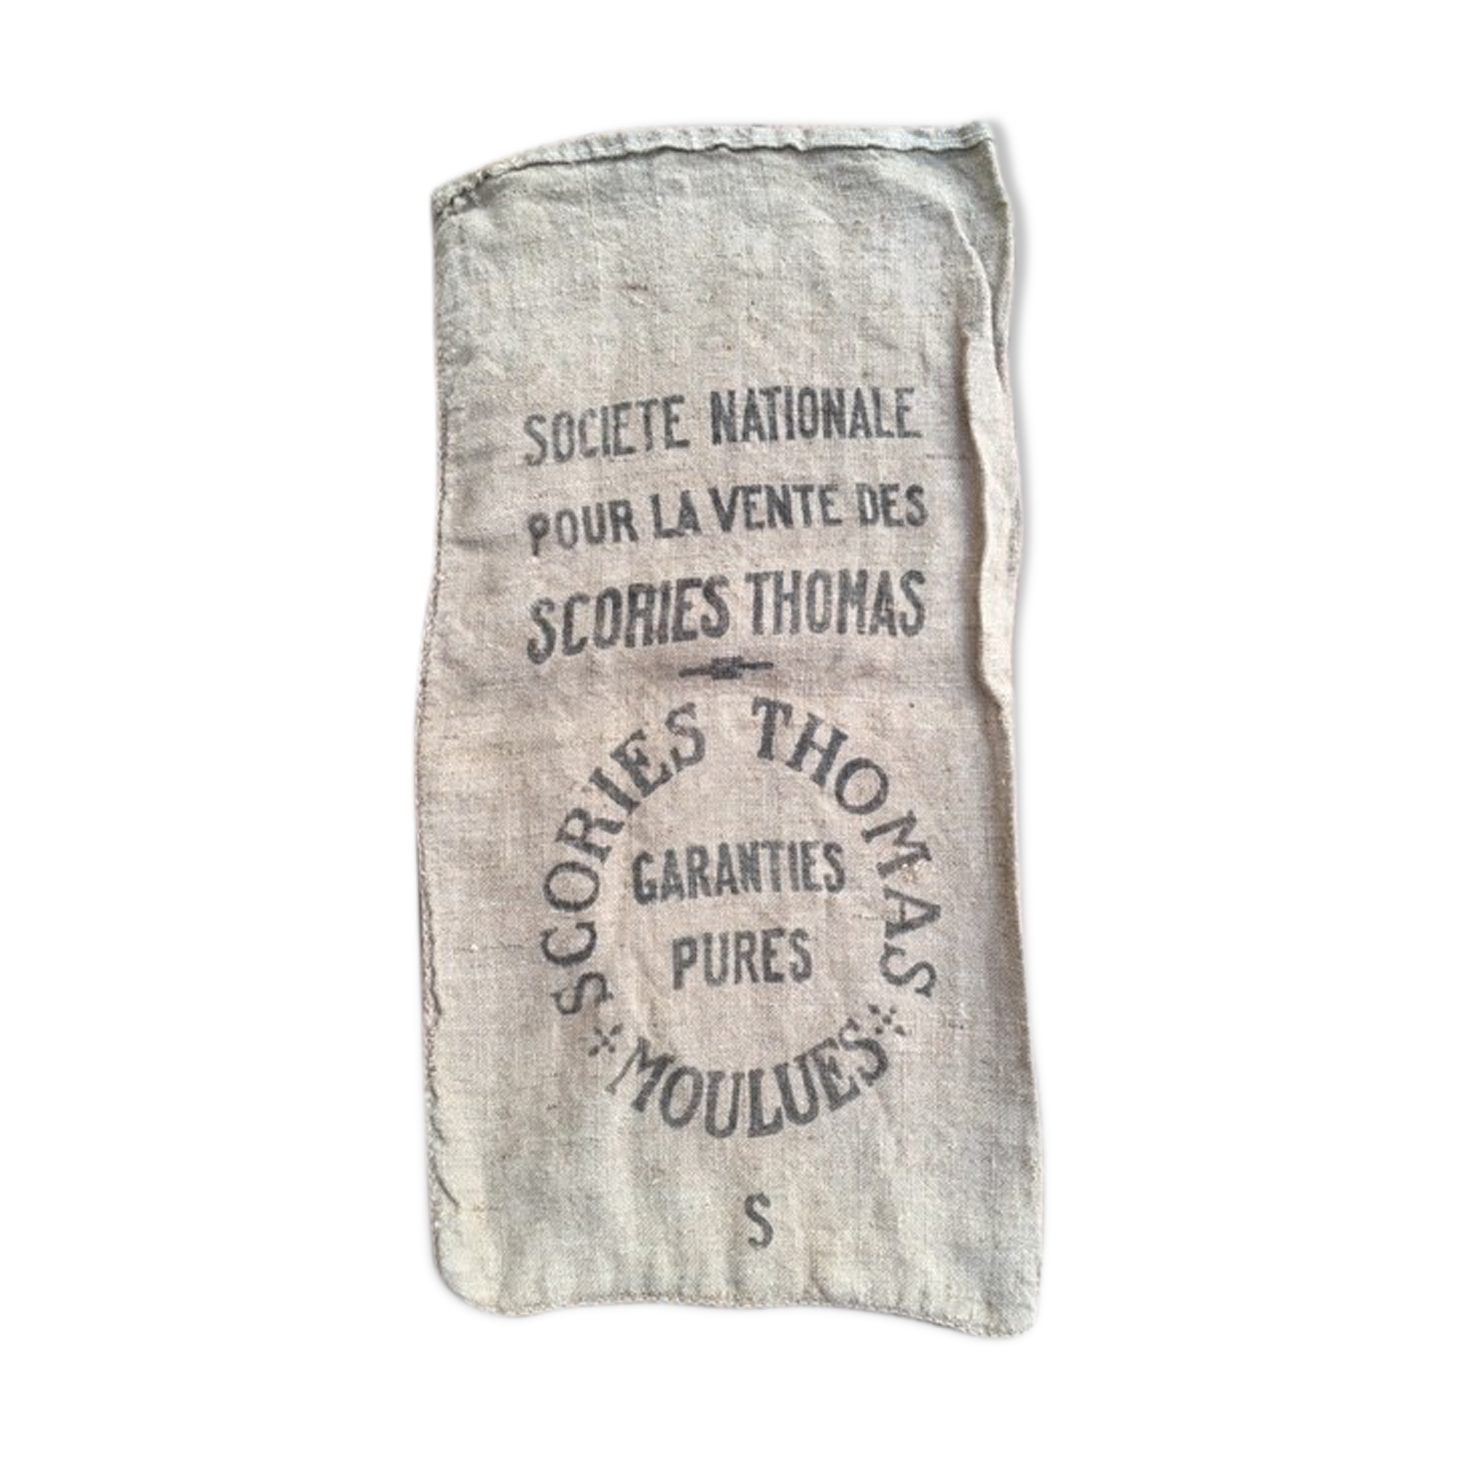 SOCIETE NATIONALE
POUR LA VENTE DES
SCORIES THOMAS
SCORIES THOMAS
GARANTIES
PURES
MOULUES
S